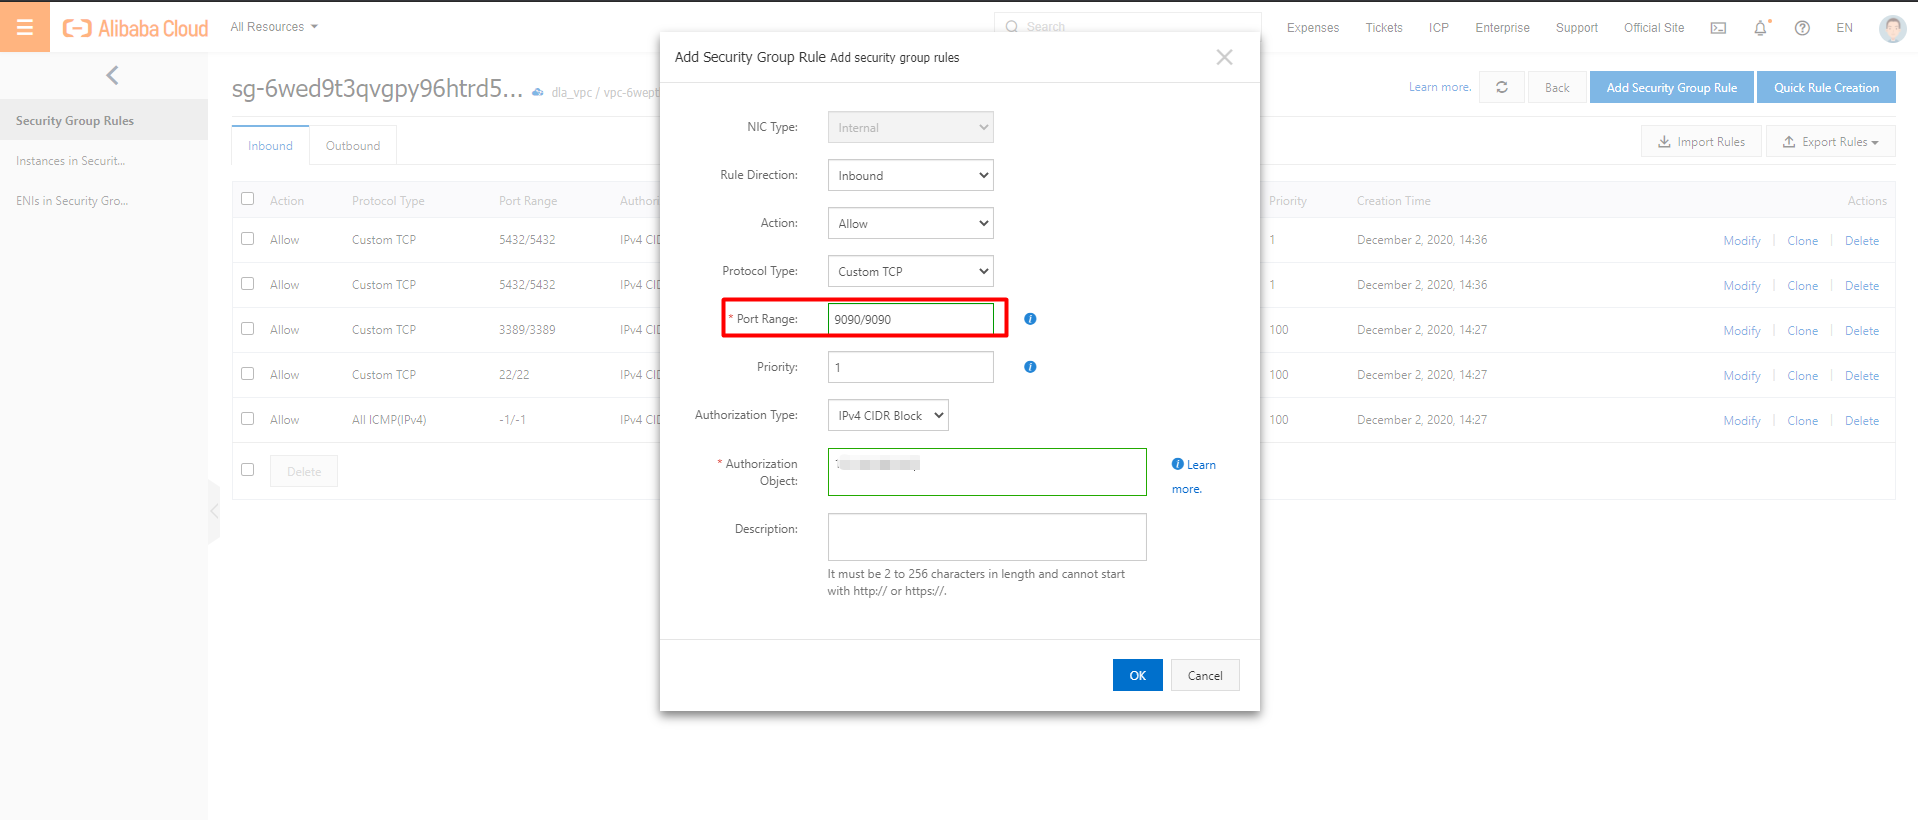 Alibaba Cloud
All Resources
Search
Expenses
Tickets
ICP
Enterprise
Support
Official Site
EN
Security Group Rules
Instances in Securit...
ENIs in Security Gro...
sg-6wed9t3qvgpy96htrd5...
dla_vpc / vpc-6wept
Learn more.
Back
Add Security Group Rule
Quick Rule Creation
Inbound
Outbound
Import Rules
Export Rules
Action Protocol Type Port Range Author Priority Creation Time Actions
Allow Custom TCP 5432/5432 IPv4 CID 1 December 2, 2020, 14:36 Modify Clone Delete
Allow Custom TCP 5432/5432 IPv4 CID 1 December 2, 2020, 14:36 Modify Clone Delete
Allow Custom TCP 3389/3389 IPv4 CID 100 December 2, 2020, 14:27 Modify Clone Delete
Allow Custom TCP 22/22 IPv4 CID 100 December 2, 2020, 14:27 Modify Clone Delete
Allow All ICMP(IPv4) -1/-1 IPv4 CID 100 December 2, 2020, 14:27 Modify Clone Delete
Delete
Add Security Group Rule Add security group rules
NIC Type: Internal
Rule Direction: Inbound
Action: Allow
Protocol Type: Custom TCP
* Port Range: 9090/9090
Priority: 1
Authorization Type: IPv4 CIDR Block
* Authorization
Object:
Learn
more.
Description:
It must be 2 to 256 characters in length and cannot start
with http:// or https://.
OK
Cancel